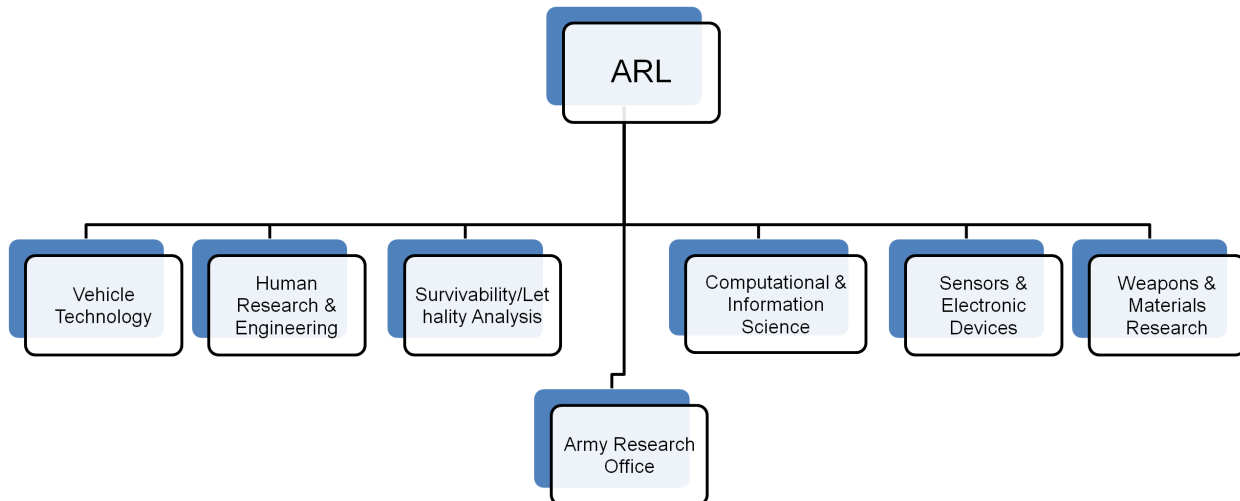 ARL
Vehicle
Technology
Human
Research &
Engineering
Survivability/Let
hality Analysis
Computational &
Information
Science
Sensors &
Electronic
Devices
Weapons &
Materials
Research
Army Research
Office